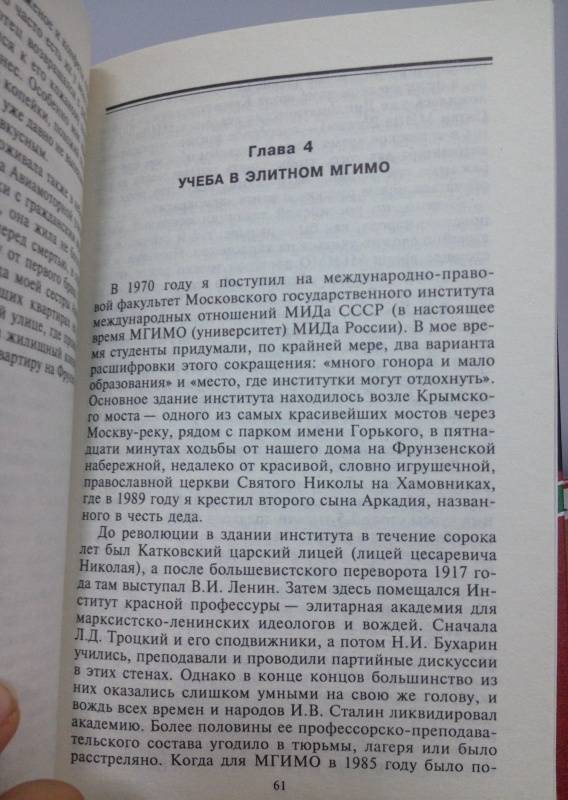 Глава 4
УЧЕБА В ЭЛИТНОМ МГИМО
В 1970 году я поступил на международно-право-
вой факультет Московского государственного института
международных отношений МИДа СССР (в настоящее
время МГИМО (университет) МИДа России). В мое вре-
мя студенты придумали, по крайней мере, два варианта
расшифровки этого сокращения: «много гонора и мало
образования» и «место, где институтки могут отдохнуть».
Основное здание института находилось возле Крымско-
го моста — одного из самых красивейших мостов через
Москву-реку, рядом с парком имени Горького, в пятна-
дцати минутах ходьбы от нашего дома на Фрунзенской
набережной, недалеко от красивой, словно игрушечной,
православной церкви Святого Николы на Хамовниках,
где в 1989 году я крестил второго сына Аркадия, назван-
ного в честь деда.
До революции в здании института в течение сорока
лет был Катковский царский лицей (лицей цесаревича
Николая), а после большевистского переворота 1917 го-
да там выступал В.И. Ленин. Затем здесь помещался Ин-
ститут красной профессуры — элитарная академия для
марксистско-ленинских идеологов и вождей. Сначала
Л.Д. Троцкий и его сподвижники, а потом Н.И. Бухарин
учились, преподавали и проводили партийные дискуссии
в этих стенах. Однако в конце концов большинство из
них оказались слишком умными на свою же голову, и
вождь всех времен и народов И.В. Сталин ликвидировал
академию. Более половины ее профессорско-преподава-
тельского состава угодило в тюрьмы, лагеря или было
расстреляно. Когда для МГИМО в 1985 году было по-
61